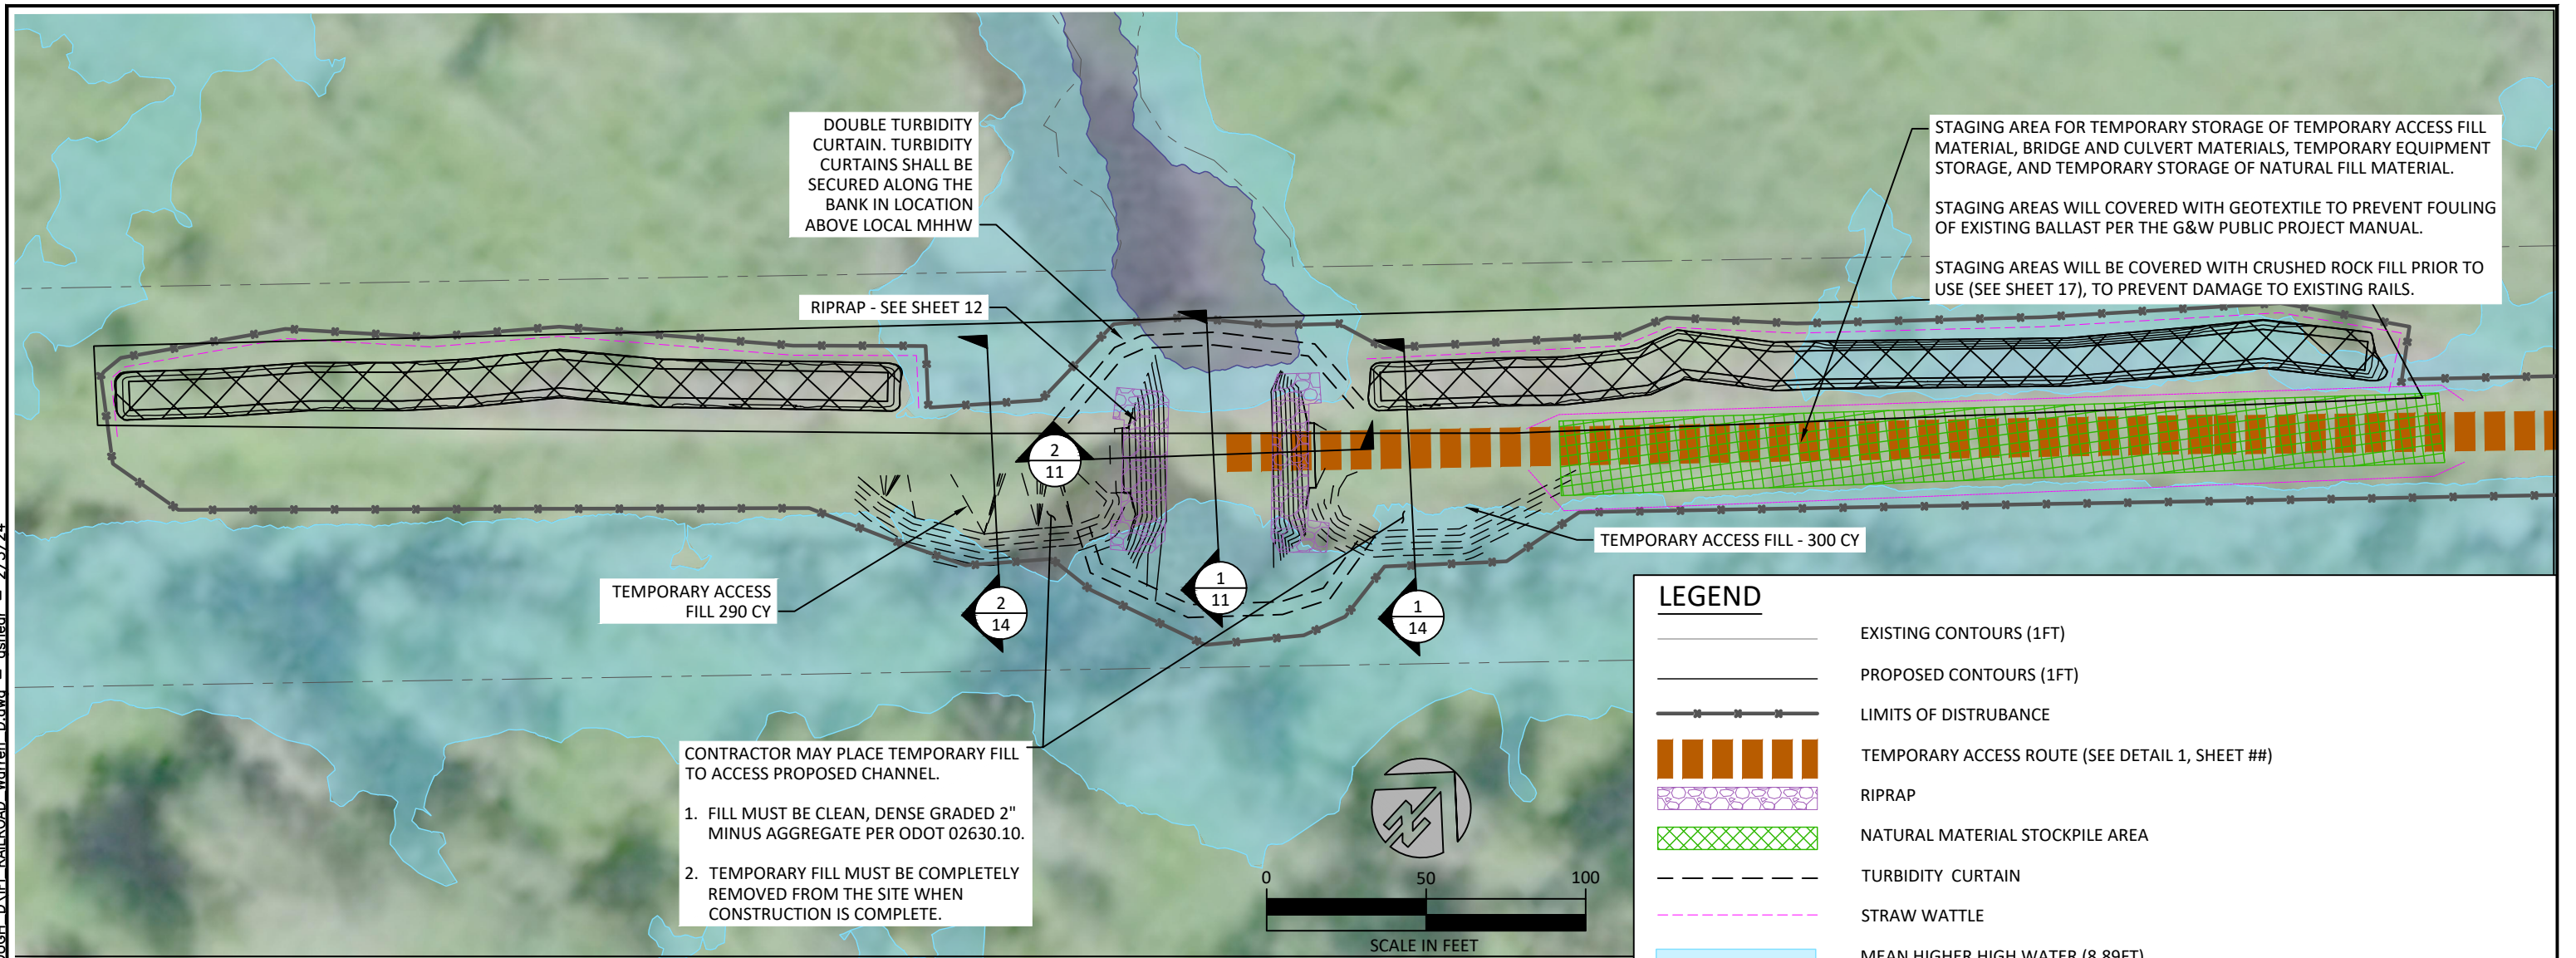 DOUBLE TURBIDITY
CURTAIN. TURBIDITY
CURTAINS SHALL BE
SECURED ALONG THE
BANK IN LOCATION
ABOVE LOCAL MHHW
RIPRAP - SEE SHEET 12
STAGING AREA FOR TEMPORARY STORAGE OF TEMPORARY ACCESS FILL
MATERIAL, BRIDGE AND CULVERT MATERIALS, TEMPORARY EQUIPMENT
STORAGE, AND TEMPORARY STORAGE OF NATURAL FILL MATERIAL.
STAGING AREAS WILL COVERED WITH GEOTEXTILE TO PREVENT FOULING
OF EXISTING BALLAST PER THE G&W PUBLIC PROJECT MANUAL.
STAGING AREAS WILL BE COVERED WITH CRUSHED ROCK FILL PRIOR TO
USE (SEE SHEET 17), TO PREVENT DAMAGE TO EXISTING RAILS.
2
11
1
11
2
14
1
14
TEMPORARY ACCESS
FILL 290 CY
TEMPORARY ACCESS FILL - 300 CY
CONTRACTOR MAY PLACE TEMPORARY FILL
TO ACCESS PROPOSED CHANNEL.
1. FILL MUST BE CLEAN, DENSE GRADED 2"
MINUS AGGREGATE PER ODOT 02630.10.
2. TEMPORARY FILL MUST BE COMPLETELY
REMOVED FROM THE SITE WHEN
CONSTRUCTION IS COMPLETE.
0 50 100
SCALE IN FEET
LEGEND
EXISTING CONTOURS (1FT)
PROPOSED CONTOURS (1FT)
LIMITS OF DISTRUBANCE
TEMPORARY ACCESS ROUTE (SEE DETAIL 1, SHEET ##)
RIPRAP
NATURAL MATERIAL STOCKPILE AREA
TURBIDITY CURTAIN
STRAW WATTLE
MEAN HIGHER HIGH WATER (8.89FT)